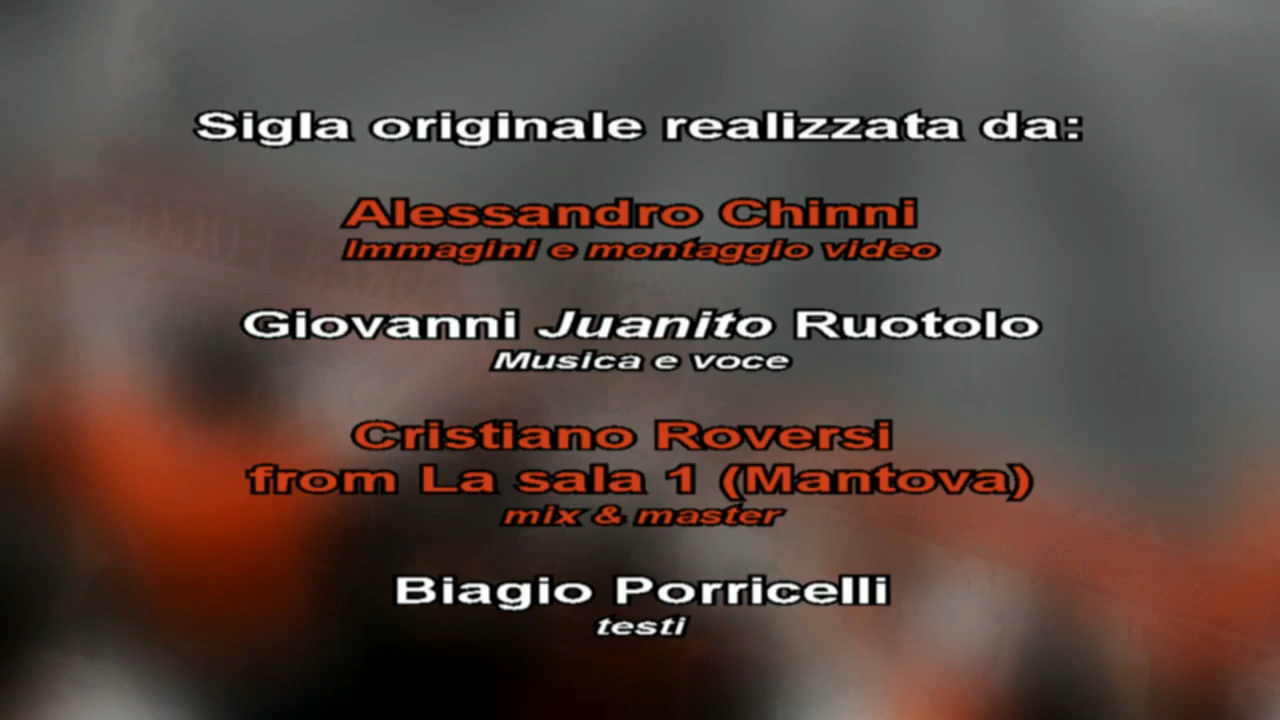 Sigla originale realizzata da:
Alessandro Chinni
Immagini e montaggio video
Giovanni Juanito Ruotolo
Musica e voce
Cristiano Roversi
from La sala 1 (Mantova)
mix & master
Biagio Porricelli
testi